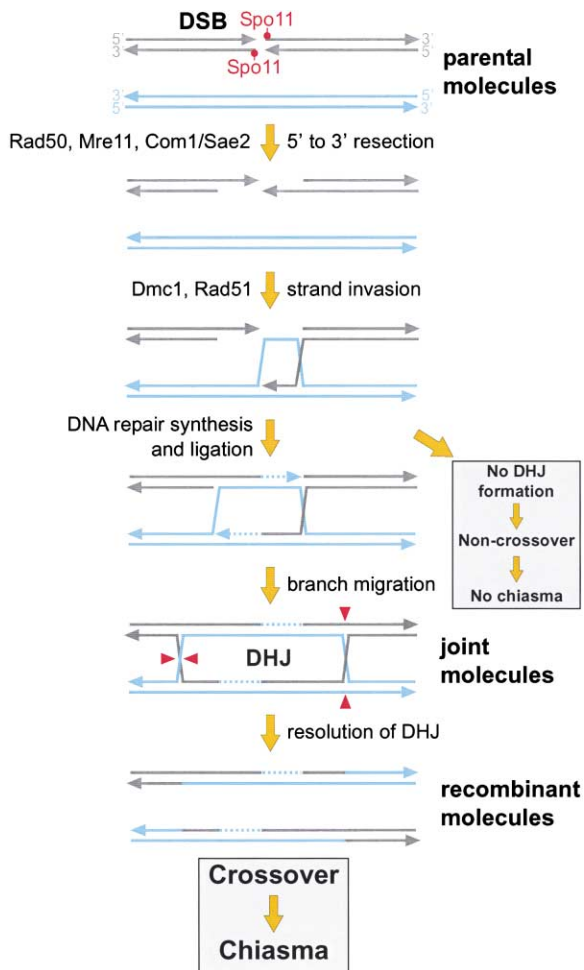 DSB
Spo11
5'
3'
Spo11
parental
molecules
3'
5'
5'
3'
Rad50, Mre11, Com1/Sae2
5' to 3' resection
Dmc1, Rad51
strand invasion
DNA repair synthesis
and ligation
No DHJ
formation
Non-crossover
No chiasma
branch migration
DHJ
joint
molecules
resolution of DHJ
recombinant
molecules
Crossover
Chiasma